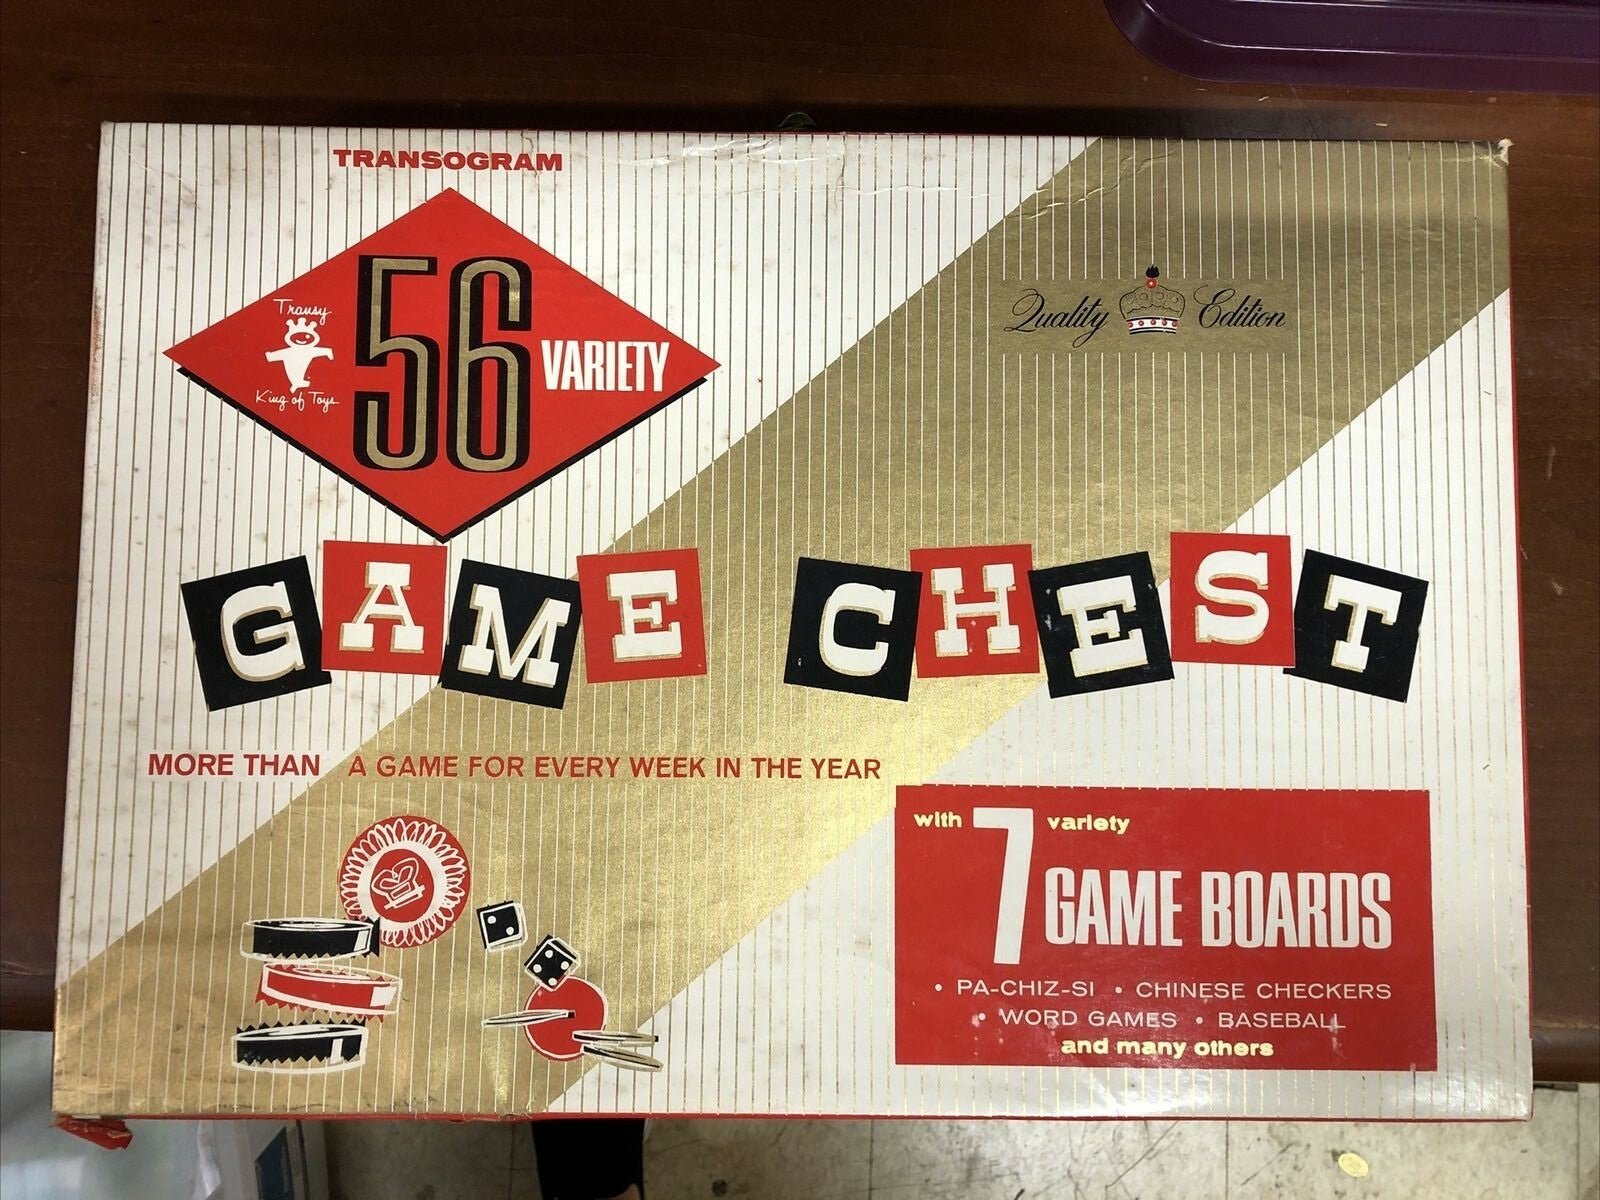 TRANSOGRAM
Transy
King of Toys
56
VARIETY
Quality Edition
GAME CHEST
MORE THAN A GAME FOR EVERY WEEK IN THE YEAR
with 7 variety
GAME BOARDS
• PA-CHIZ-SI • CHINESE CHECKERS
• WORD GAMES • BASEBALL
and many others